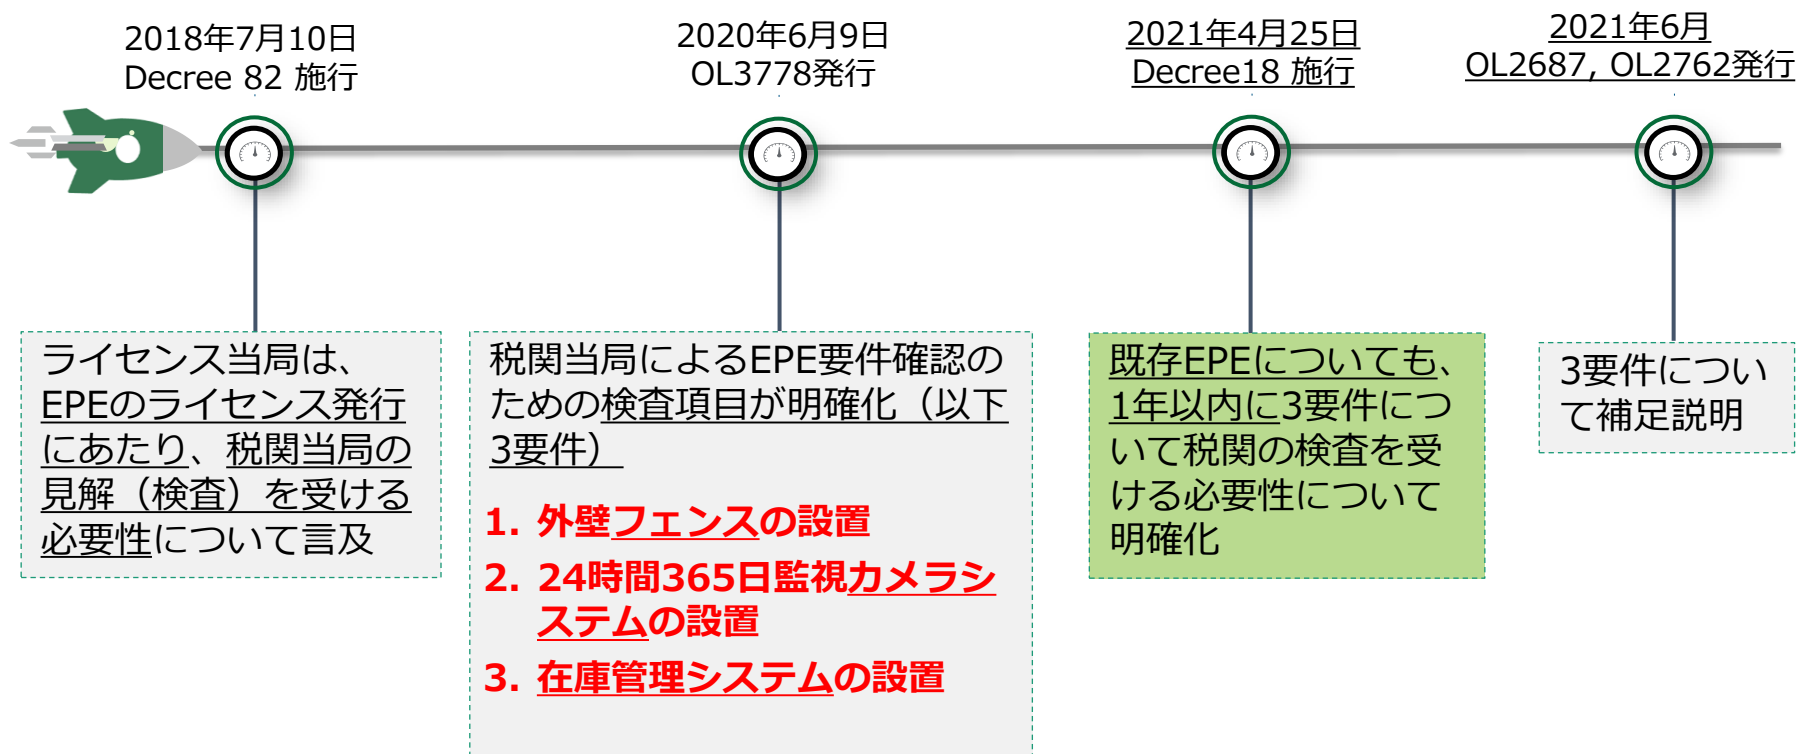 2018年7月10日
Decree 82 施行
2020年6月9日
OL3778発行
2021年4月25日
Decree18 施行
2021年6月
OL2687, OL2762発行
ライセンス当局は、
EPEのライセンス発行
にあたり、税関当局の
見解（検査）を受ける
必要性について言及
税関当局によるEPE要件確認の
ための検査項目が明確化（以下
3要件）
1. 外壁フェンスの設置
2. 24時間365日監視カメラシ
ステムの設置
3. 在庫管理システムの設置
既存EPEについても、
1年以内に3要件につ
いて税関の検査を受
ける必要性について
明確化
3要件につい
て補足説明